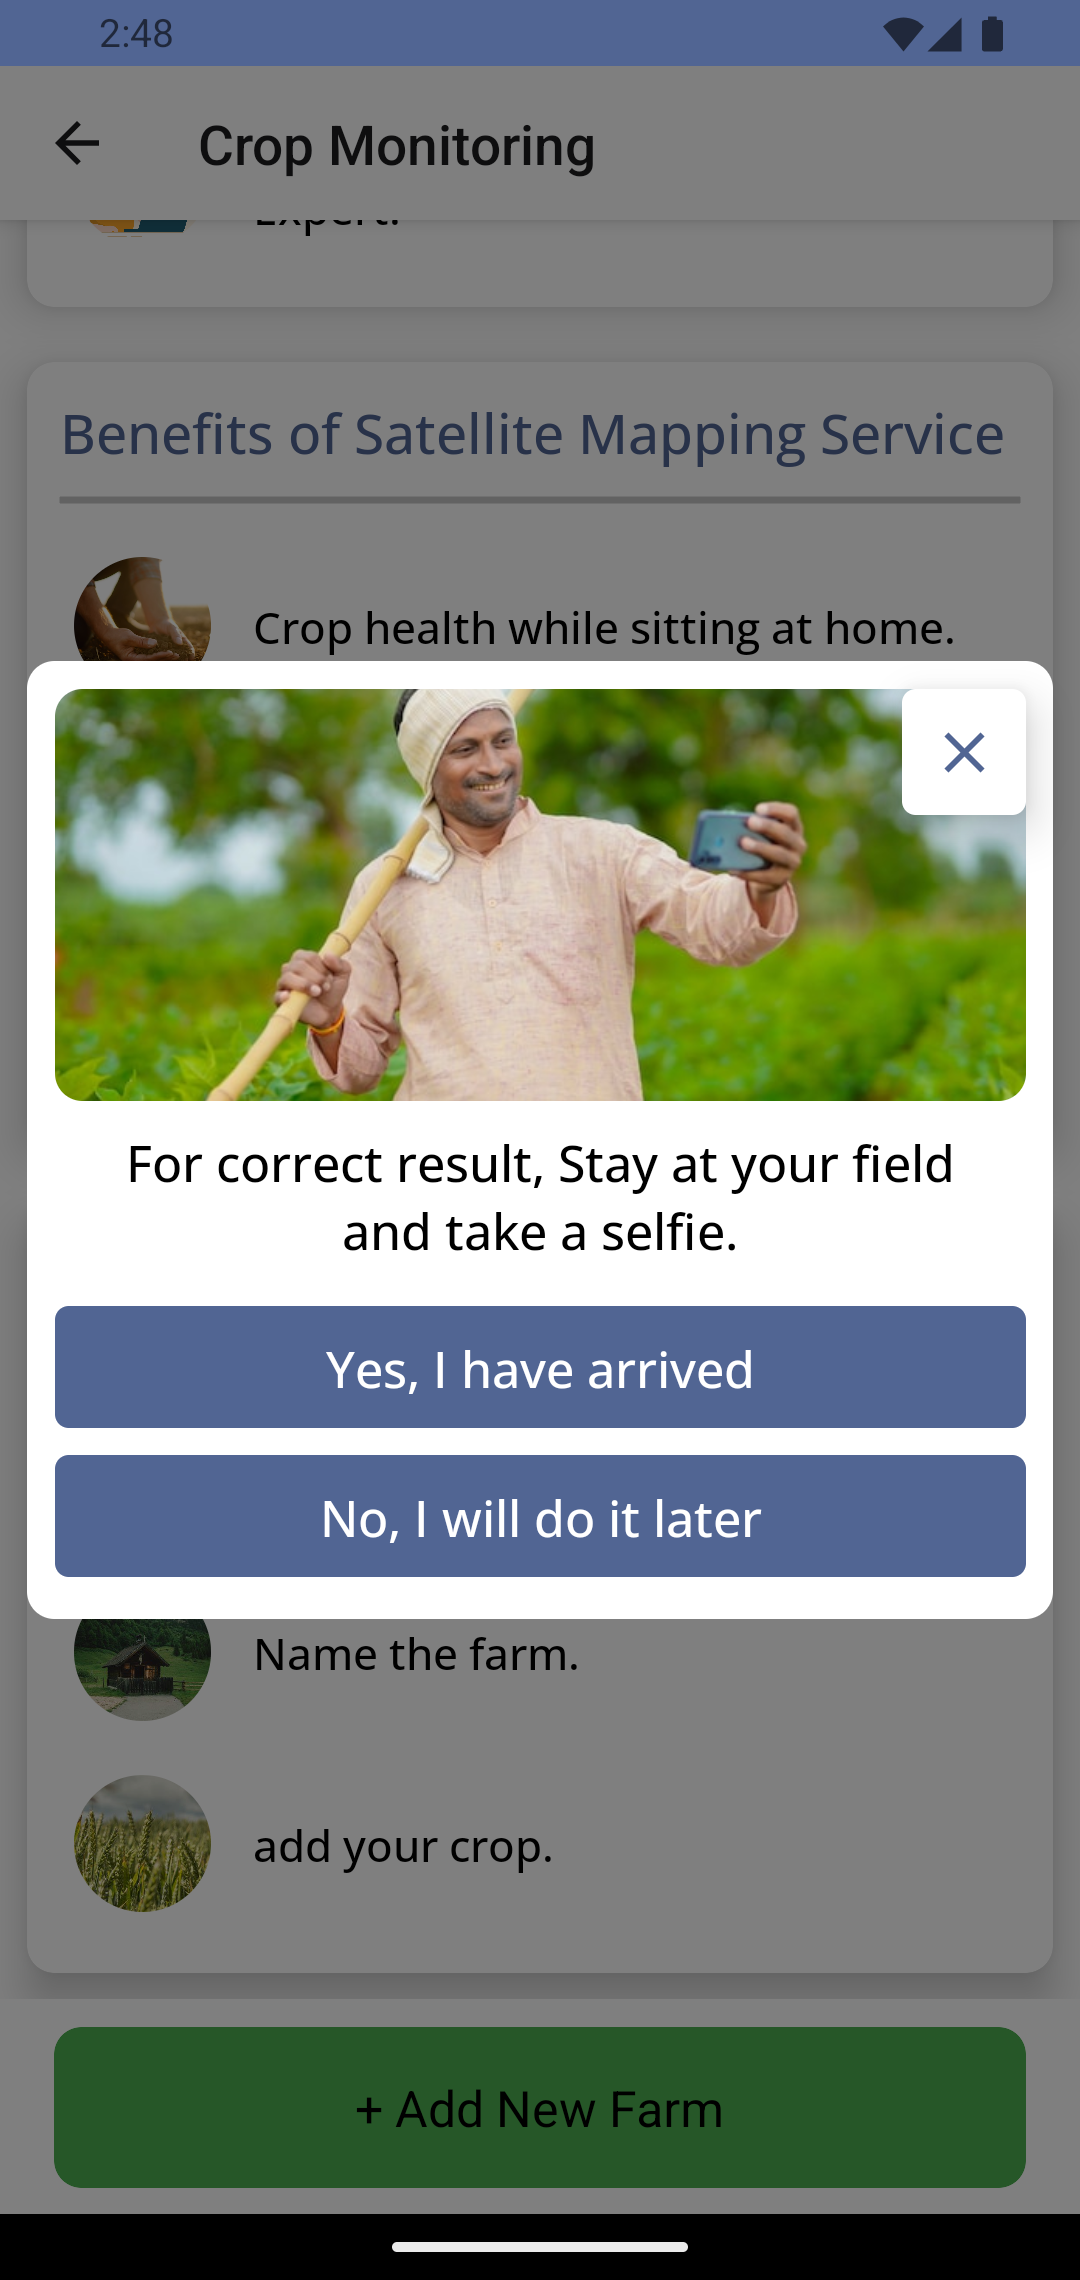 2:48
Crop Monitoring
Expert.
Benefits of Satellite Mapping Service
Crop health while sitting at home.
For correct result, Stay at your field
and take a selfie.
Yes, I have arrived
No, I will do it later
Name the farm.
add your crop.
+ Add New Farm